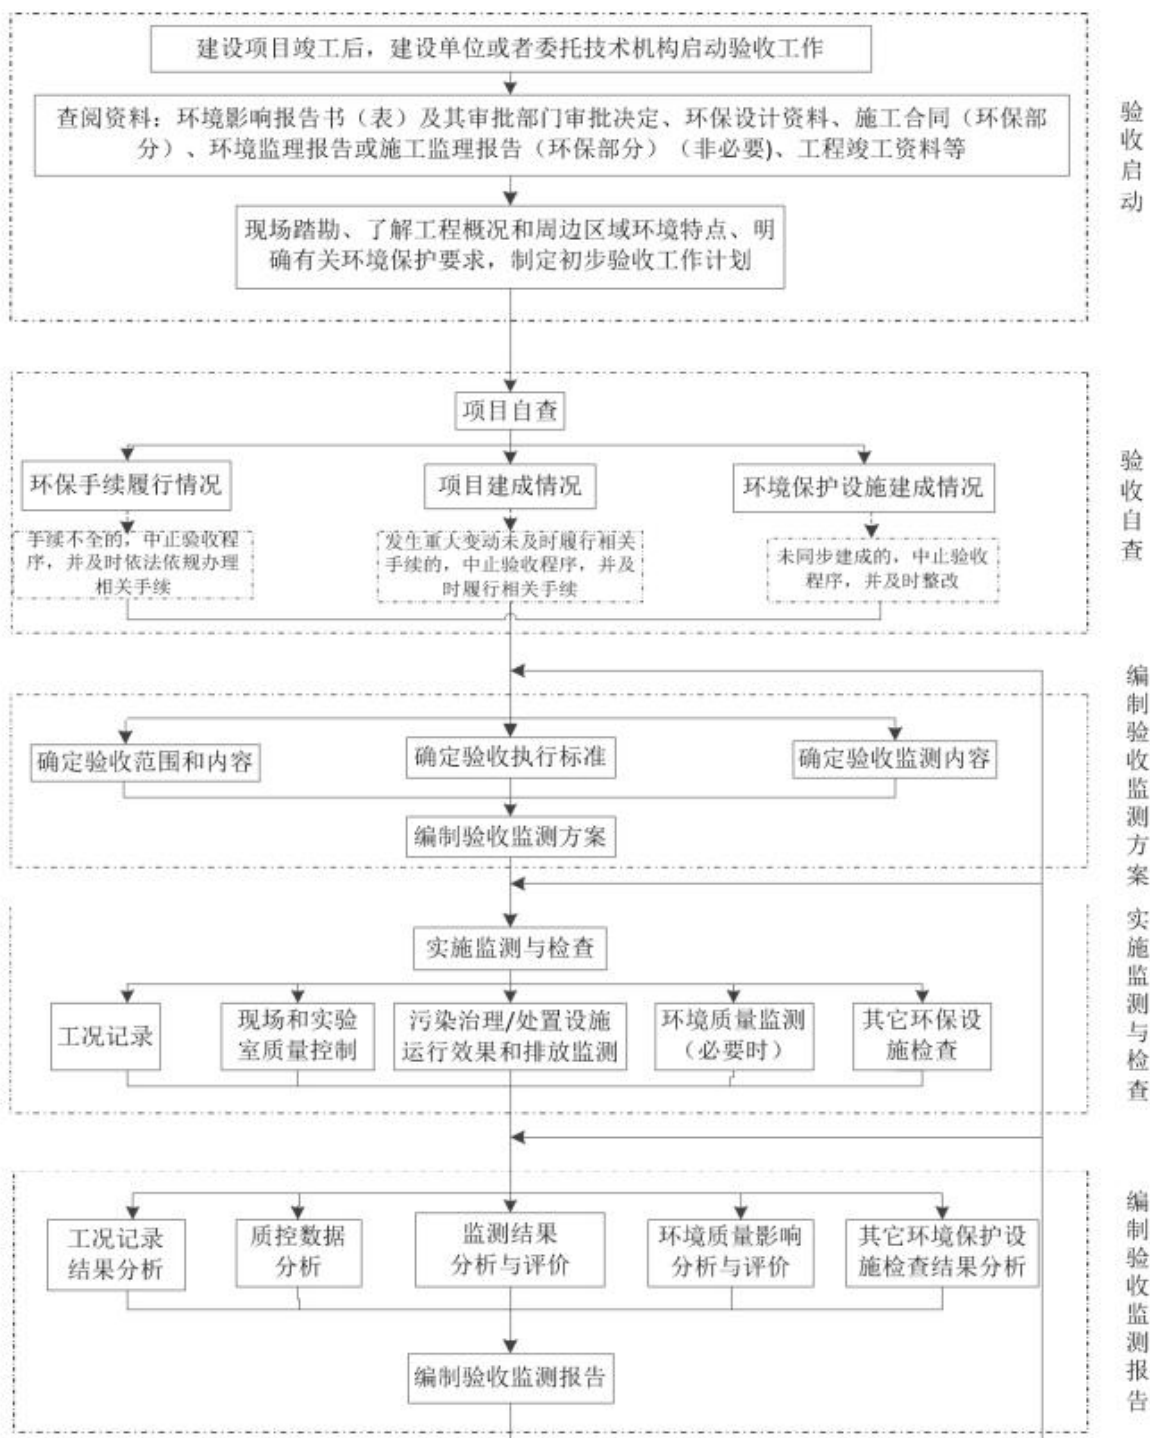 建设项目竣工后，建设单位或者委托技术机构启动验收工作
查阅资料：环境影响报告书（表）及其审批部门审批决定、环保设计资料、施工合同（环保部
分）、环境监理报告或施工监理报告（环保部分）（非必要)、工程竣工资料等
现场踏勘、了解工程概况和周边区域环境特点、明
确有关环境保护要求，制定初步验收工作计划
验收启动
项目自查
环保手续履行情况
项目建成情况
环境保护设施建成情况
手续不全的，中止验收程
序，并及时依法依规办理
相关手续
发生重大变动未及时履行相关
手续的，中止验收程序，并及
时履行相关手续
未同步建成的，中止验收
程序，并及时整改
验收自查
确定验收范围和内容
确定验收执行标准
确定验收监测内容
编制验收监测方案
编制验收监测方案
实施监测与检查
工况记录
现场和实验
室质量控制
污染治理/处置设施
运行效果和排放监测
环境质量监测
（必要时）
其它环保设
施检查
实施监测与检查
工况记录
结果分析
质控数据
分析
监测结果
分析与评价
环境质量影响
分析与评价
其它环境保护设
施检查结果分析
编制验收监测报告
编制验收监测报告